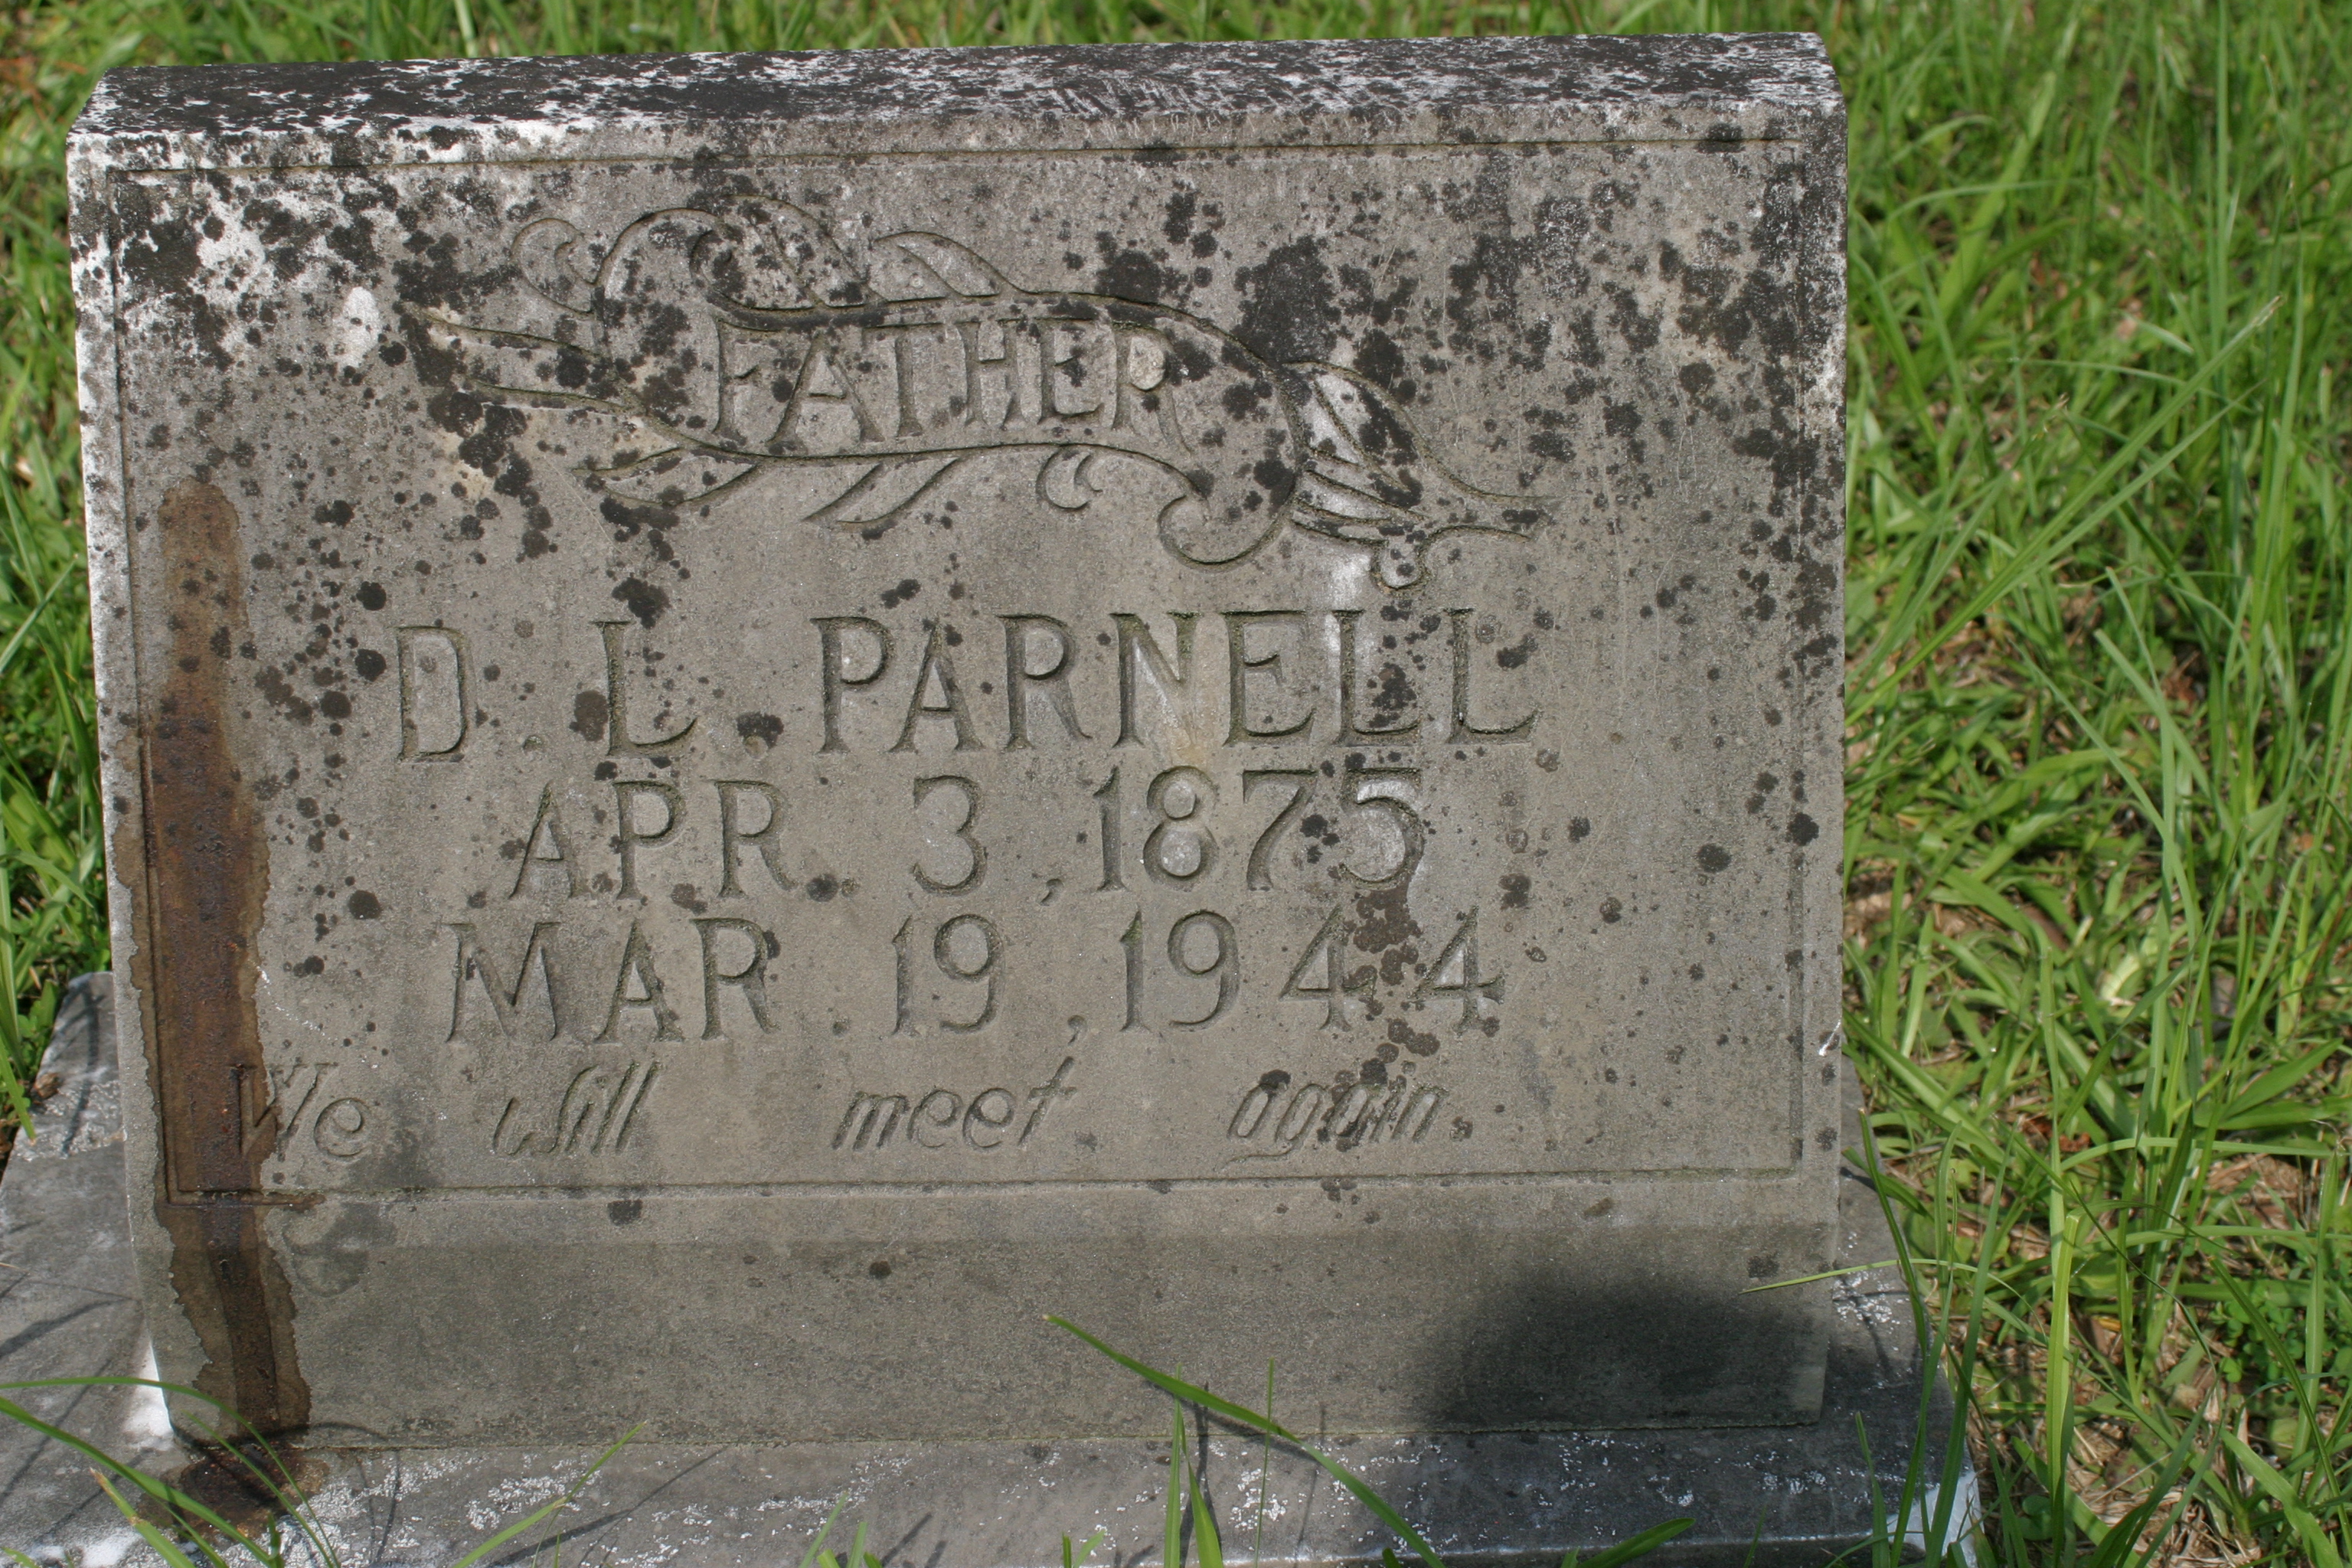 FATHER
D. L. PARNELL
APR. 3, 1875
MAR. 19, 1944
We will meet again.